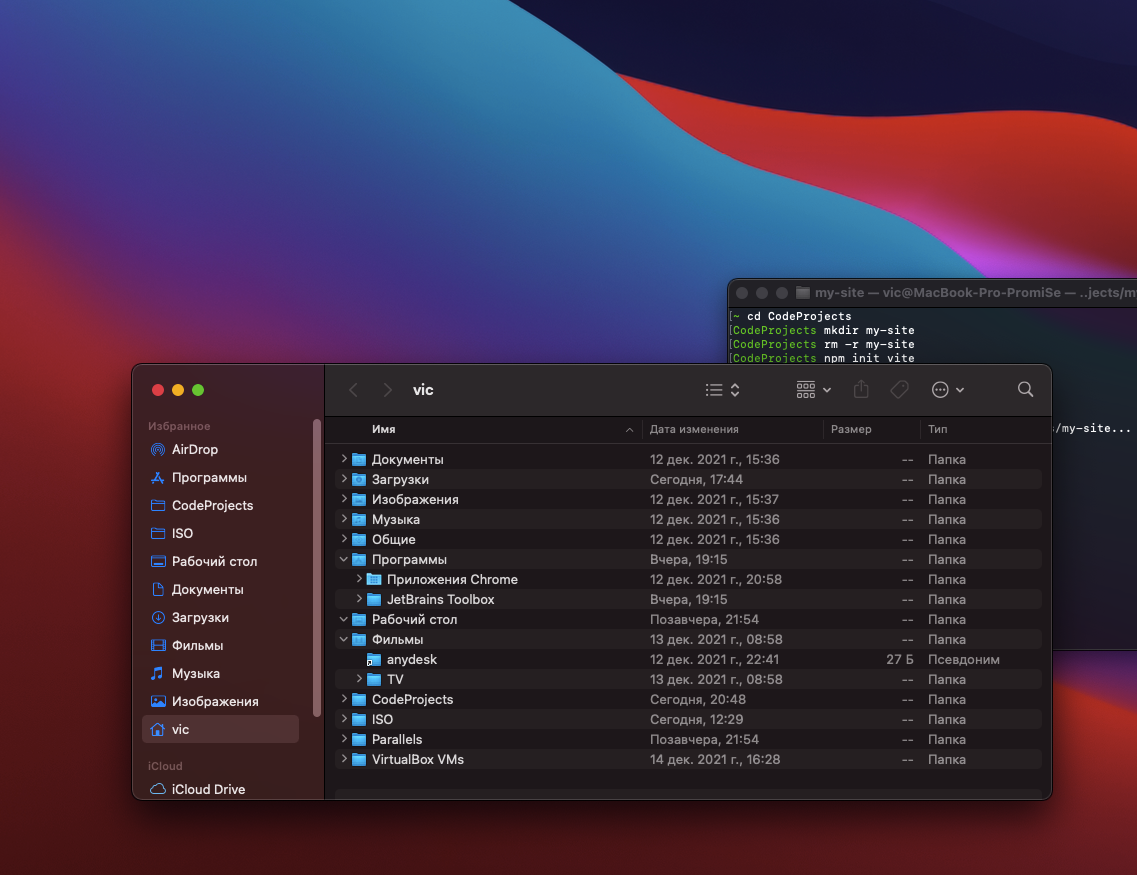 my-site — vic@MacBook-Pro-PromiSe — ..jects/m
[~ cd CodeProjects
[CodeProjects mkdir my-site
[CodeProjects rm -r my-site
[CodeProjects npm init vite
/my-site...
vic
Избранное
AirDrop
Программы
CodeProjects
ISO
Рабочий стол
Документы
Загрузки
Фильмы
Музыка
Изображения
vic
iCloud
iCloud Drive
Имя Дата изменения Размер Тип
Документы 12 дек. 2021 г., 15:36 -- Папка
Загрузки Сегодня, 17:44 -- Папка
Изображения 12 дек. 2021 г., 15:37 -- Папка
Музыка 12 дек. 2021 г., 15:36 -- Папка
Общие 12 дек. 2021 г., 15:36 -- Папка
Программы Вчера, 19:15 -- Папка
Приложения Chrome 12 дек. 2021 г., 20:58 -- Папка
JetBrains Toolbox Вчера, 19:15 -- Папка
Рабочий стол Позавчера, 21:54 -- Папка
Фильмы 13 дек. 2021 г., 08:58 -- Папка
anydesk 12 дек. 2021 г., 22:41 27 Б Псевдоним
TV 13 дек. 2021 г., 08:58 -- Папка
CodeProjects Сегодня, 20:48 -- Папка
ISO Сегодня, 12:29 -- Папка
Parallels Позавчера, 21:54 -- Папка
VirtualBox VMs 14 дек. 2021 г., 16:28 -- Папка